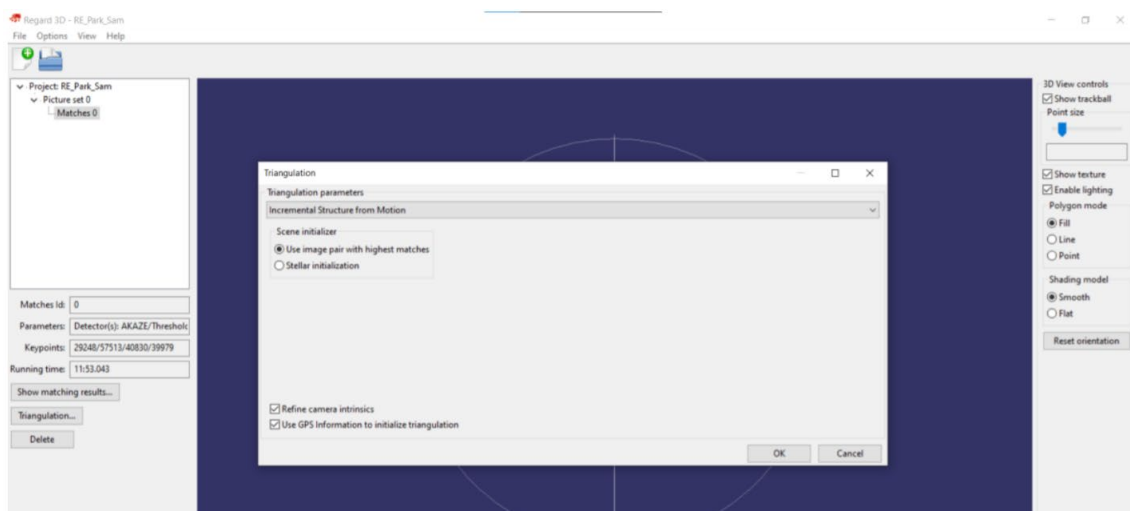 Regard 3D - RE_Park_Sam
File Options View Help
Project: RE_Park_Sam
Picture set 0
Matches 0
Matches Id: 0
Parameters: Detector(s): AKAZE/Threshold
Keypoints: 29248/57513/40830/39979
Running time: 11:53.043
Show matching results...
Triangulation...
Delete
Triangulation
Triangulation parameters
Incremental Structure from Motion
Scene initializer
Use image pair with highest matches
Stellar initialization
Refine camera intrinsics
Use GPS Information to initialize triangulation
OK Cancel
3D View controls
Show trackball
Point size
Show texture
Enable lighting
Polygon mode
Fill
Line
Point
Shading model
Smooth
Flat
Reset orientation